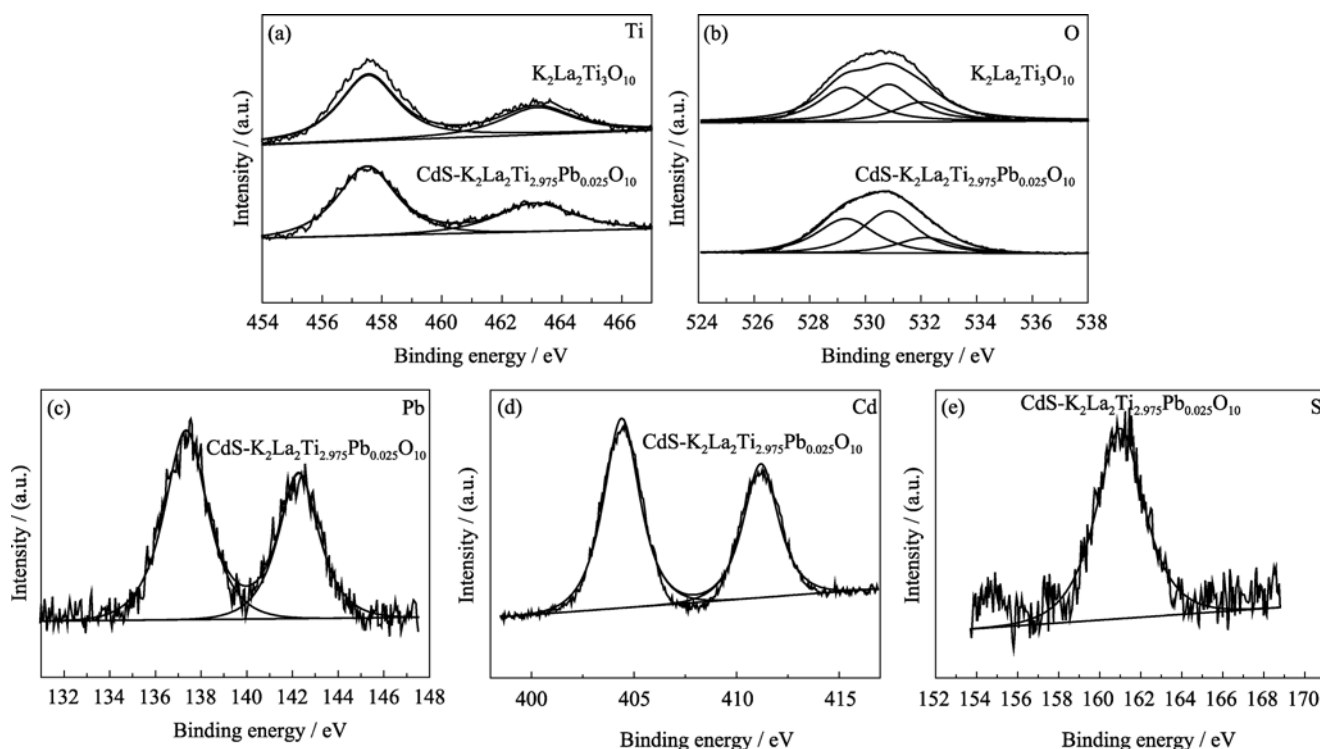 (a) Ti
K₂La₂Ti₃O₁₀
CdS-K₂La₂Ti₂.₉₇₅Pb₀.₀₂₅O₁₀
Intensity / (a.u.)
454 456 458 460 462 464 466
Binding energy / eV
(b) O
K₂La₂Ti₃O₁₀
CdS-K₂La₂Ti₂.₉₇₅Pb₀.₀₂₅O₁₀
Intensity / (a.u.)
524 526 528 530 532 534 536 538
Binding energy / eV
(c) Pb
CdS-K₂La₂Ti₂.₉₇₅Pb₀.₀₂₅O₁₀
Intensity / (a.u.)
132 134 136 138 140 142 144 146 148
Binding energy / eV
(d) Cd
CdS-K₂La₂Ti₂.₉₇₅Pb₀.₀₂₅O₁₀
Intensity / (a.u.)
400 405 410 415
Binding energy / eV
(e) S
CdS-K₂La₂Ti₂.₉₇₅Pb₀.₀₂₅O₁₀
Intensity / (a.u.)
152 154 156 158 160 162 164 166 168 170
Binding energy / eV